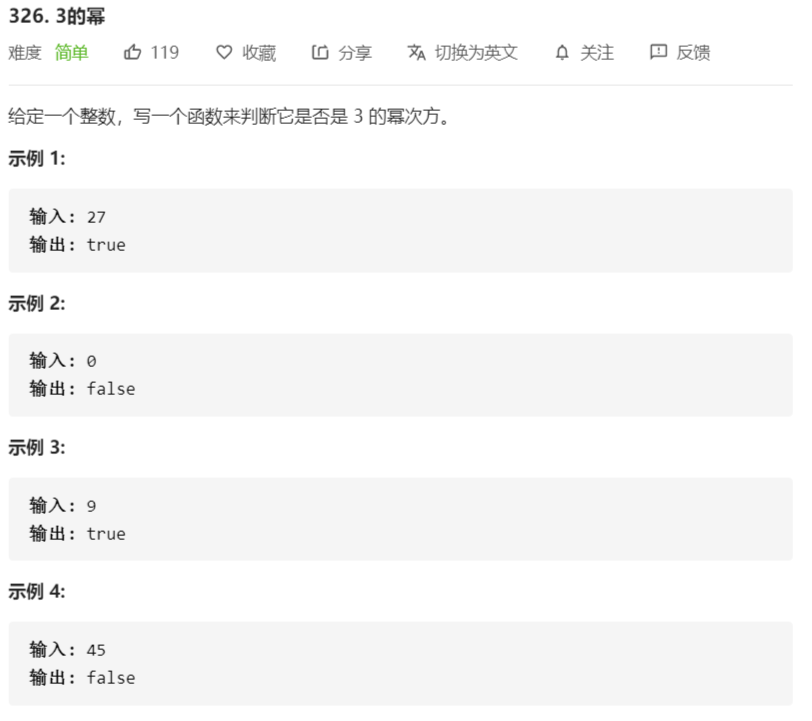 326. 3的幂
难度 简单 119 收藏 分享 切换为英文 关注 反馈
给定一个整数，写一个函数来判断它是否是 3 的幂次方。
示例 1:
输入: 27
输出: true
示例 2:
输入: 0
输出: false
示例 3:
输入: 9
输出: true
示例 4:
输入: 45
输出: false